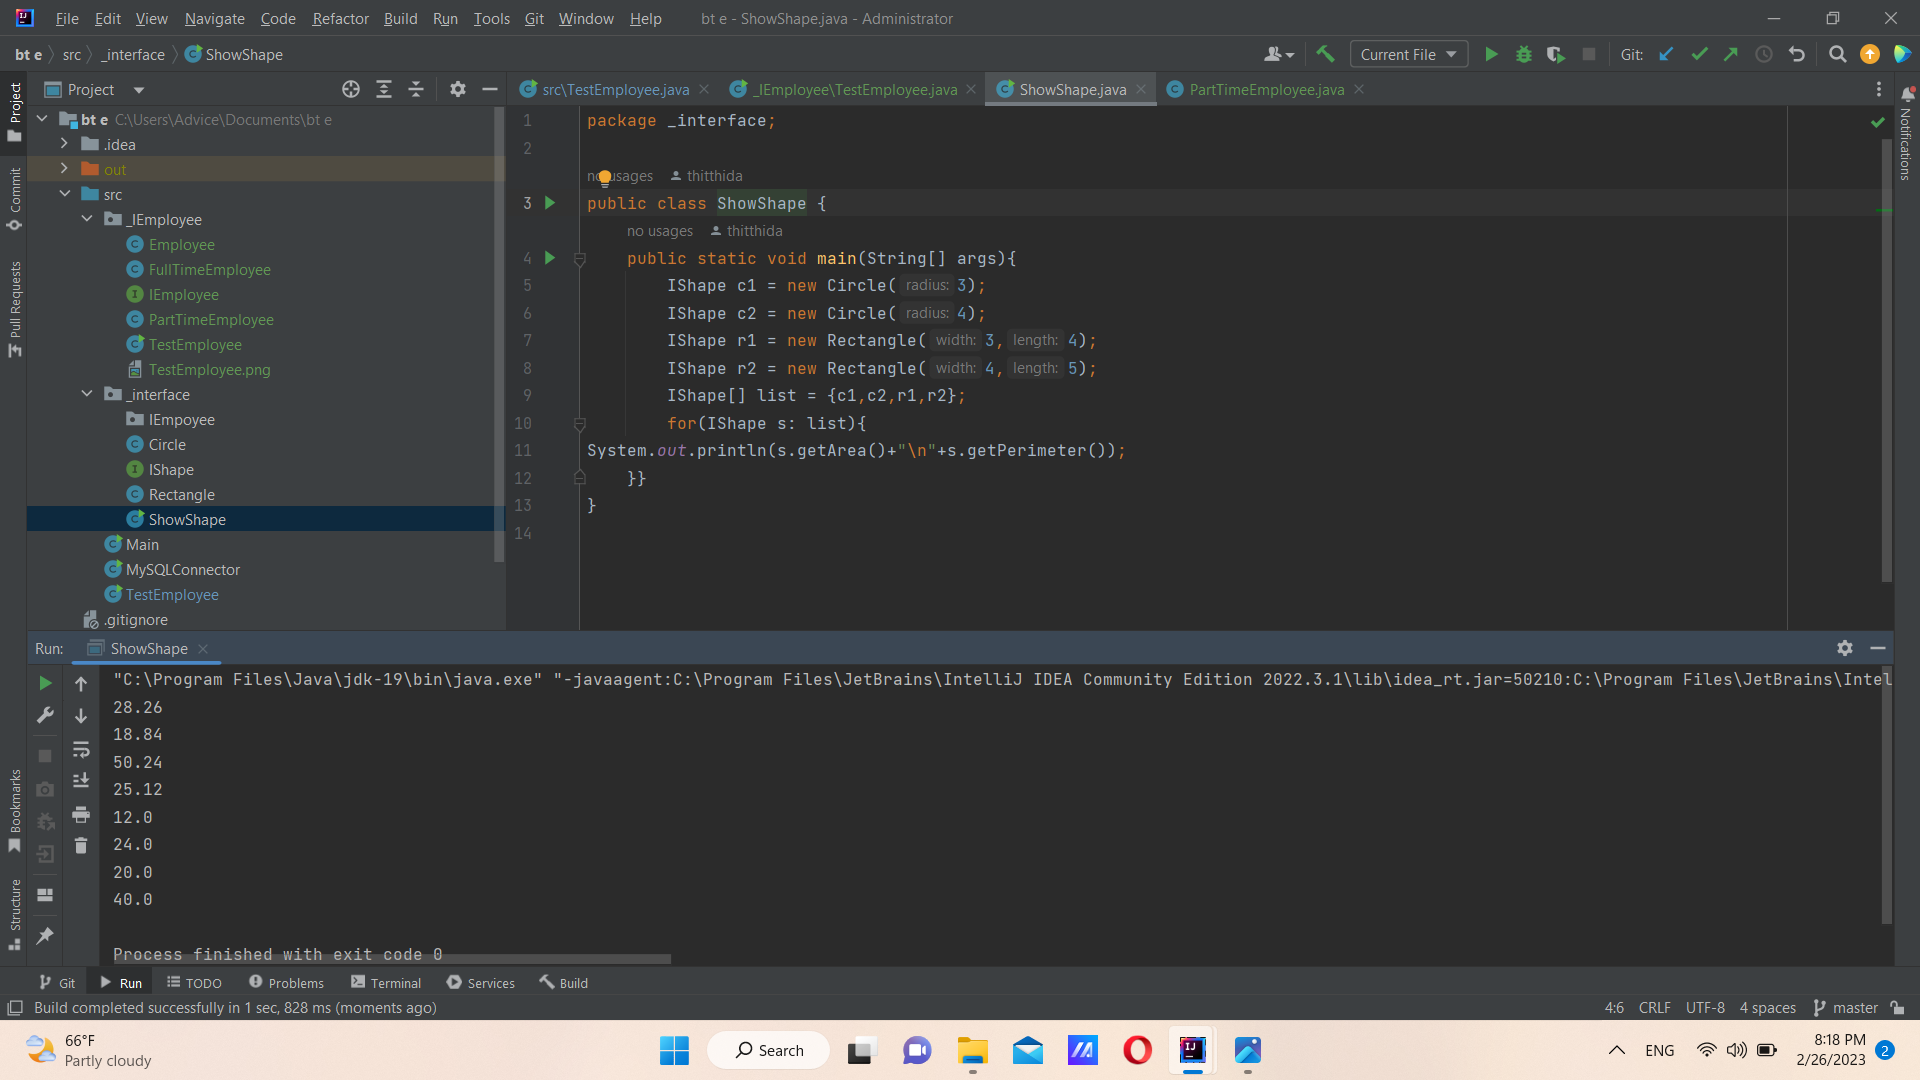 File Edit View Navigate Code Refactor Build Run Tools Git Window Help bt e - ShowShape.java - Administrator
bt e src _interface ShowShape Current File Git:
Project src\TestEmployee.java _IEmployee\TestEmployee.java ShowShape.java PartTimeEmployee.java
Project
Commit
Pull Requests
Bookmarks
Structure
Notifications
bt e C:\Users\Advice\Documents\bt e
.idea
out
src
_IEmployee
Employee
FullTimeEmployee
IEmployee
PartTimeEmployee
TestEmployee
TestEmployee.png
_interface
IEmpoyee
Circle
IShape
Rectangle
ShowShape
Main
MySQLConnector
TestEmployee
.gitignore
1 package _interface;
2
no usages thitthida
3 public class ShowShape {
no usages thitthida
4 public static void main(String[] args){
5 IShape c1 = new Circle( radius: 3);
6 IShape c2 = new Circle( radius: 4);
7 IShape r1 = new Rectangle( width: 3, length: 4);
8 IShape r2 = new Rectangle( width: 4, length: 5);
9 IShape[] list = {c1,c2,r1,r2};
10 for(IShape s: list){
11 System.out.println(s.getArea()+"\n"+s.getPerimeter());
12 }}
13 }
14
Run: ShowShape
"C:\Program Files\Java\jdk-19\bin\java.exe" "-javaagent:C:\Program Files\JetBrains\IntelliJ IDEA Community Edition 2022.3.1\lib\idea_rt.jar=50210:C:\Program Files\JetBrains\Intel
28.26
18.84
50.24
25.12
12.0
24.0
20.0
40.0
Process finished with exit code 0
Git Run TODO Problems Terminal Services Build
Build completed successfully in 1 sec, 828 ms (moments ago) 4:6 CRLF UTF-8 4 spaces master
66°F
Partly cloudy
Search
ENG
8:18 PM
2/26/2023
2